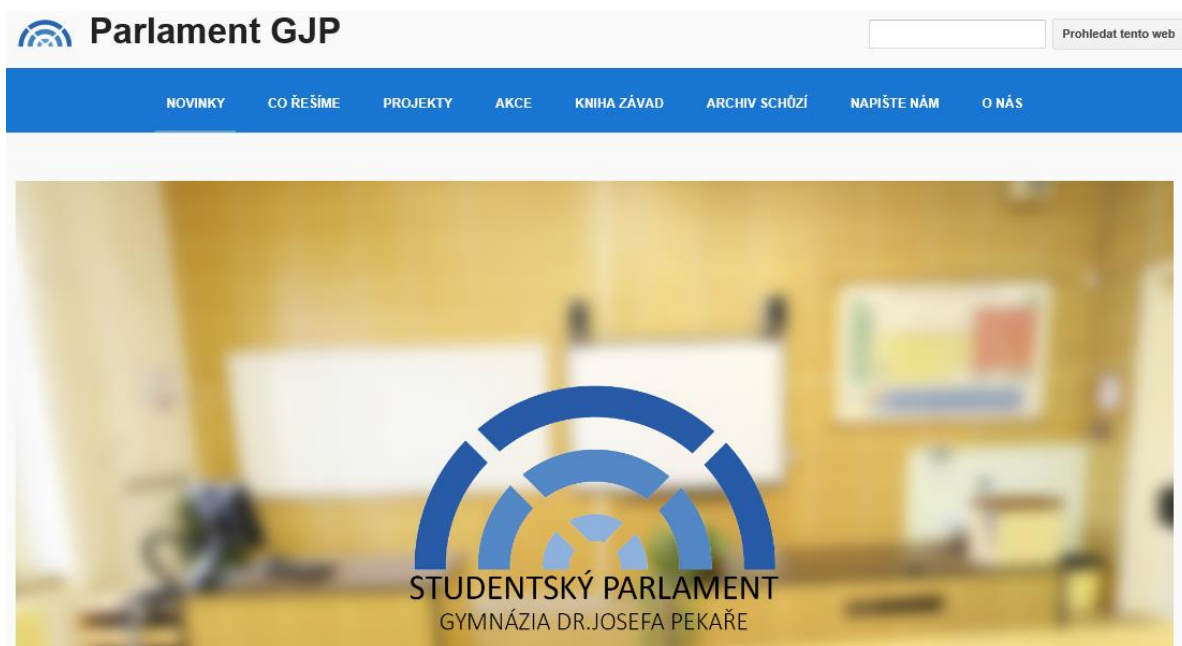 Parlament GJP
Prohledat tento web
NOVINKY CO ŘEŠÍME PROJEKTY AKCE KNIHA ZÁVAD ARCHIV SCHŮZÍ NAPIŠTE NÁM O NÁS
STUDENTSKÝ PARLAMENT
GYMNÁZIA DR.JOSEFA PEKAŘE